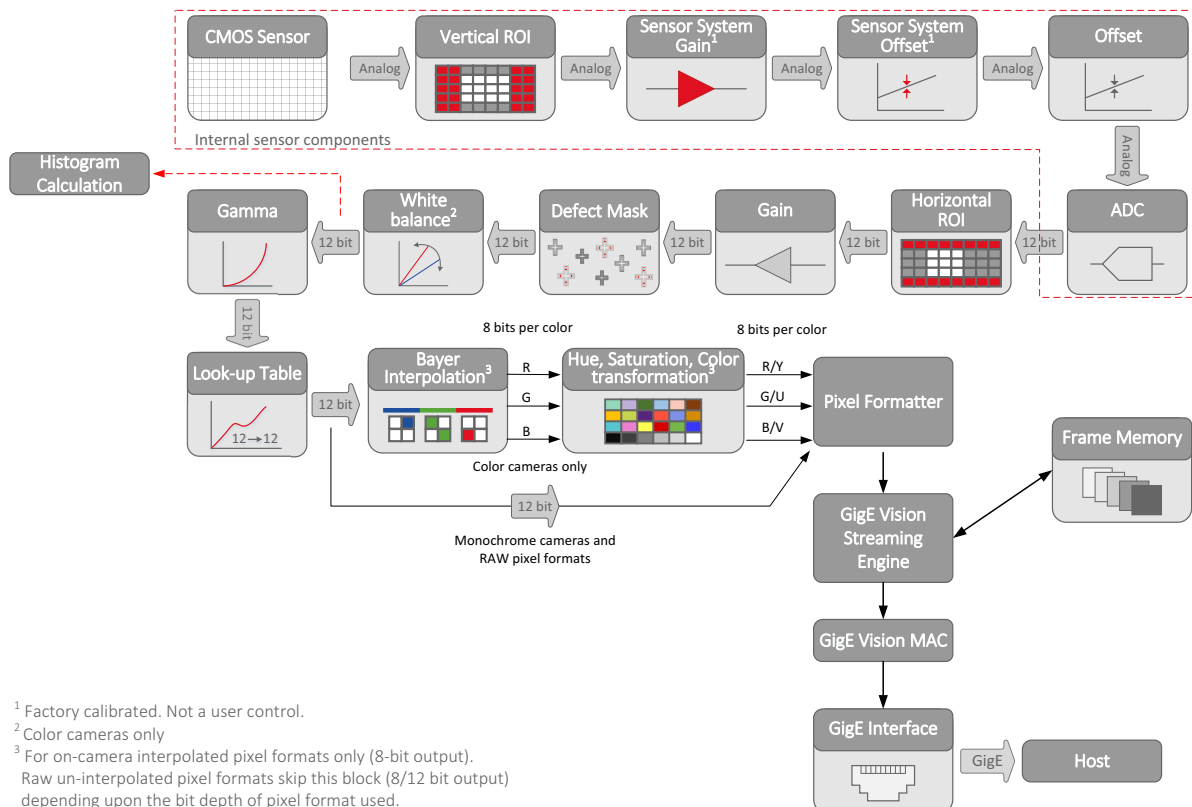 CMOS Sensor
Analog
Vertical ROI
Analog
Sensor System
Gain1
Analog
Sensor System
Offset1
Analog
Offset
Internal sensor components
Analog
Histogram
Calculation
Gamma
12 bit
White
balance2
12 bit
Defect Mask
12 bit
Gain
12 bit
Horizontal
ROI
12 bit
ADC
12 bit
8 bits per color
8 bits per color
Look-up Table
12→12
12 bit
Bayer
Interpolation3
R
G
B
Hue, Saturation, Color
transformation3
R/Y
G/U
B/V
Pixel Formatter
Color cameras only
12 bit
Monochrome cameras and
RAW pixel formats
Frame Memory
GigE Vision
Streaming
Engine
GigE Vision MAC
GigE Interface
GigE
Host
1 Factory calibrated. Not a user control.
2 Color cameras only
3 For on-camera interpolated pixel formats only (8-bit output).
Raw un-interpolated pixel formats skip this block (8/12 bit output)
depending upon the bit depth of pixel format used.